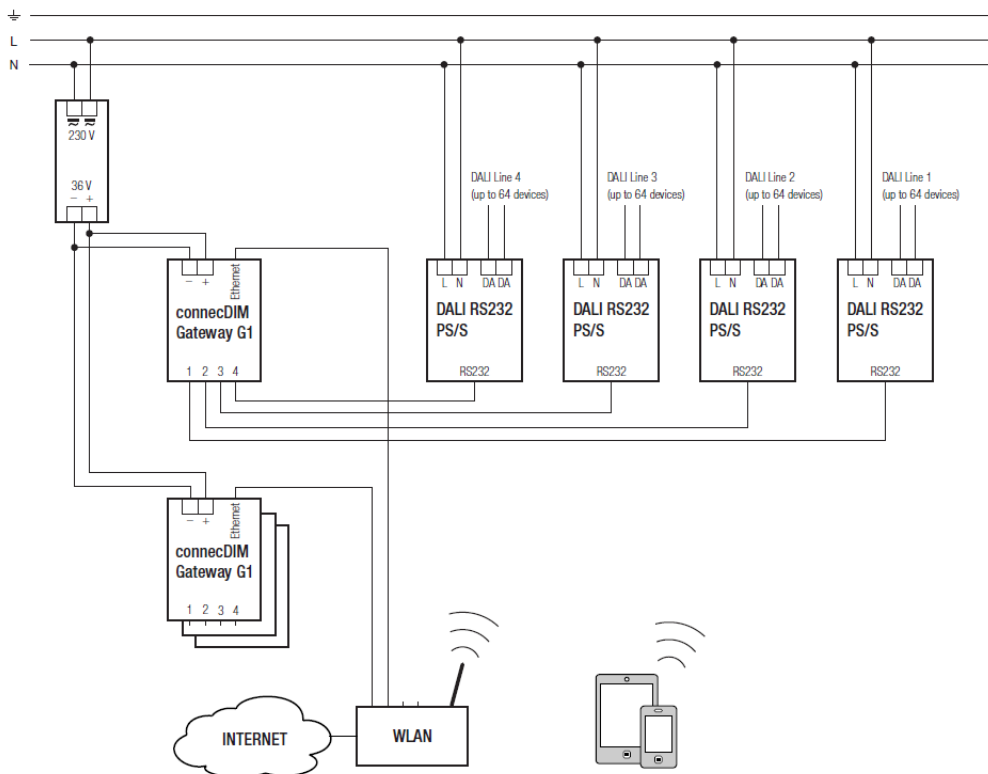 L
N
230 V
36 V
− +
DALI Line 4
(up to 64 devices)
DALI Line 3
(up to 64 devices)
DALI Line 2
(up to 64 devices)
DALI Line 1
(up to 64 devices)
− +
Ethernet
connecDIM
Gateway G1
1 2 3 4
L N DA DA
DALI RS232
PS/S
RS232
L N DA DA
DALI RS232
PS/S
RS232
L N DA DA
DALI RS232
PS/S
RS232
L N DA DA
DALI RS232
PS/S
RS232
− +
Ethernet
connecDIM
Gateway G1
1 2 3 4
INTERNET
WLAN